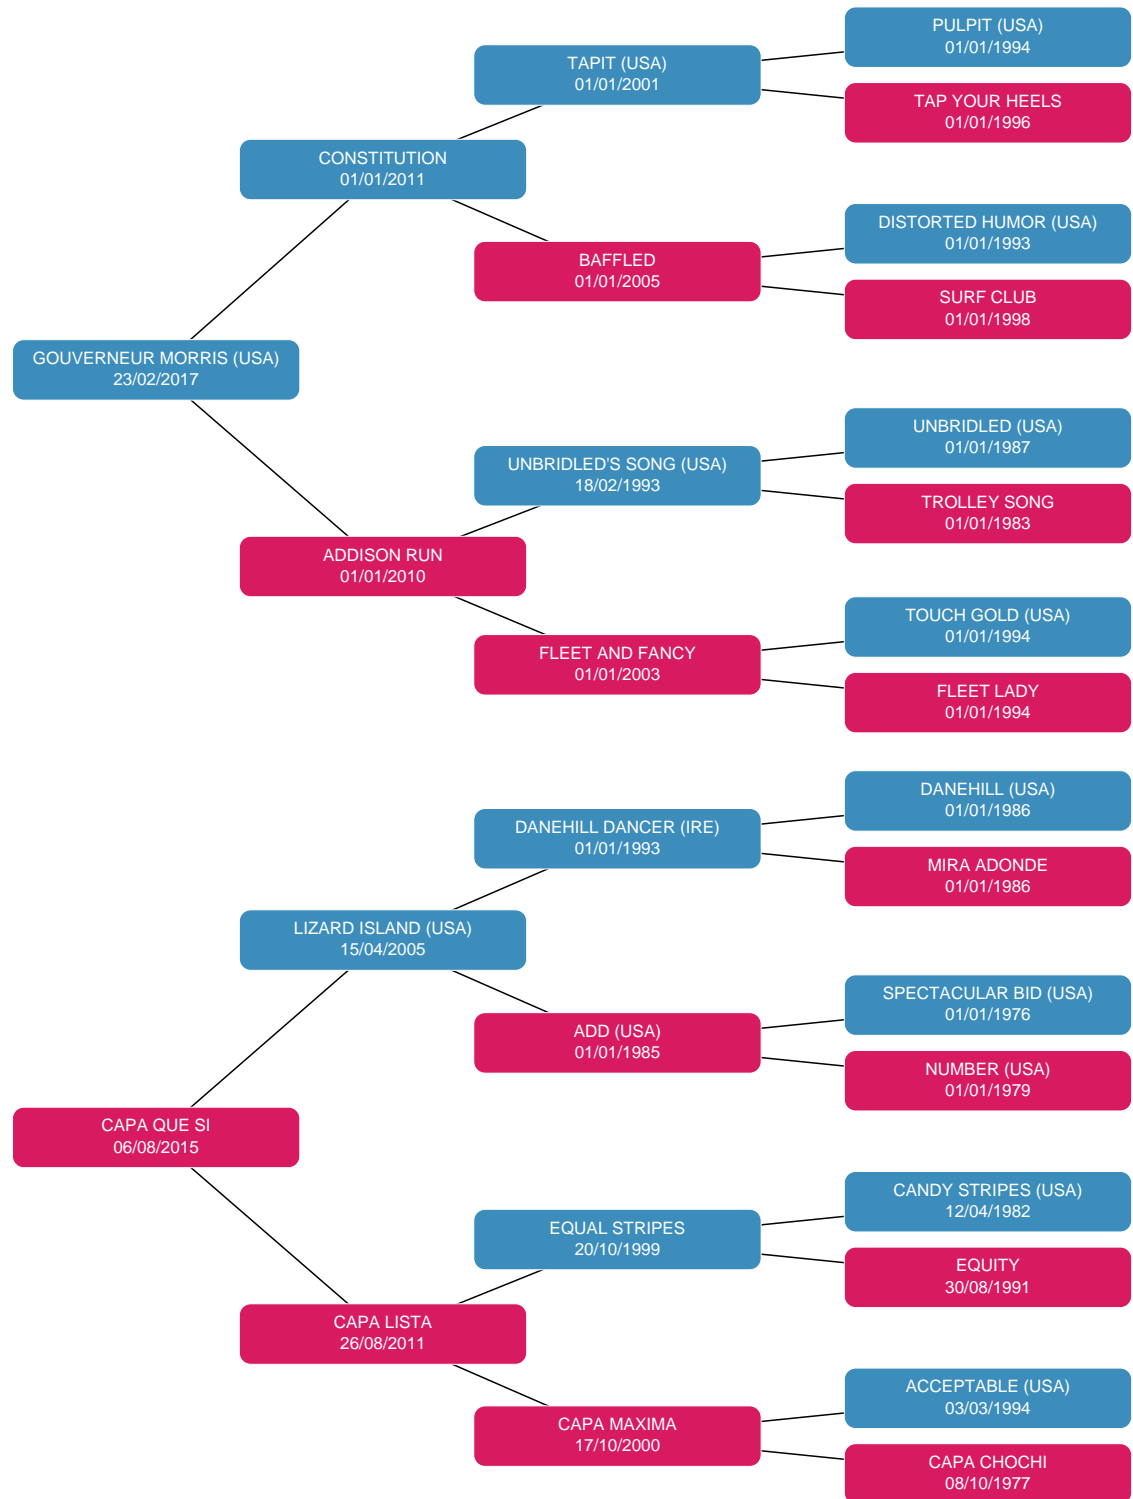 PULPIT (USA)
01/01/1994
TAPIT (USA)
01/01/2001
TAP YOUR HEELS
01/01/1996
CONSTITUTION
01/01/2011
DISTORTED HUMOR (USA)
01/01/1993
BAFFLED
01/01/2005
SURF CLUB
01/01/1998
GOUVERNEUR MORRIS (USA)
23/02/2017
UNBRIDLED (USA)
01/01/1987
UNBRIDLED'S SONG (USA)
18/02/1993
TROLLEY SONG
01/01/1983
ADDISON RUN
01/01/2010
TOUCH GOLD (USA)
01/01/1994
FLEET AND FANCY
01/01/2003
FLEET LADY
01/01/1994
DANEHILL (USA)
01/01/1986
DANEHILL DANCER (IRE)
01/01/1993
MIRA ADONDE
01/01/1986
LIZARD ISLAND (USA)
15/04/2005
SPECTACULAR BID (USA)
01/01/1976
ADD (USA)
01/01/1985
NUMBER (USA)
01/01/1979
CAPA QUE SI
06/08/2015
CANDY STRIPES (USA)
12/04/1982
EQUAL STRIPES
20/10/1999
EQUITY
30/08/1991
CAPA LISTA
26/08/2011
ACCEPTABLE (USA)
03/03/1994
CAPA MAXIMA
17/10/2000
CAPA CHOCHI
08/10/1977